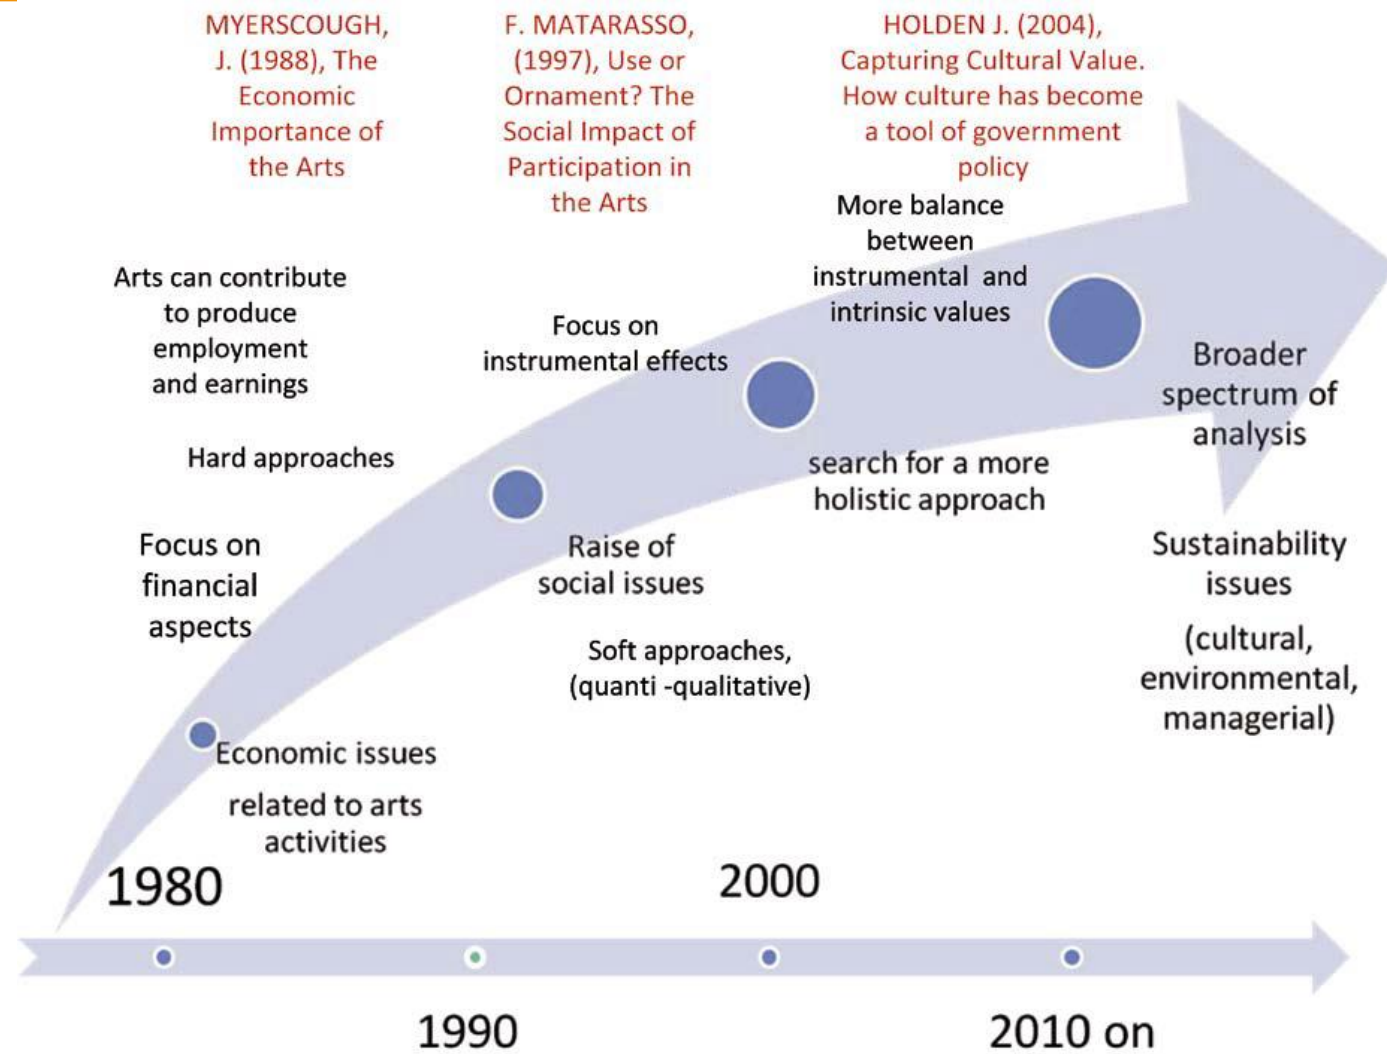 MYERSCOUGH,
J. (1988), The
Economic
Importance of
the Arts
F. MATARASSO,
(1997), Use or
Ornament? The
Social Impact of
Participation in
the Arts
HOLDEN J. (2004),
Capturing Cultural Value.
How culture has become
a tool of government
policy
Arts can contribute
to produce
employment
and earnings
Hard approaches
Focus on
financial
aspects
Economic issues
related to arts
activities
Focus on
instrumental effects
Raise of
social issues
Soft approaches,
(quanti -qualitative)
More balance
between
instrumental and
intrinsic values
search for a more
holistic approach
Broader
spectrum of
analysis
Sustainability
issues
(cultural,
environmental,
managerial)
1980
1990
2000
2010 on